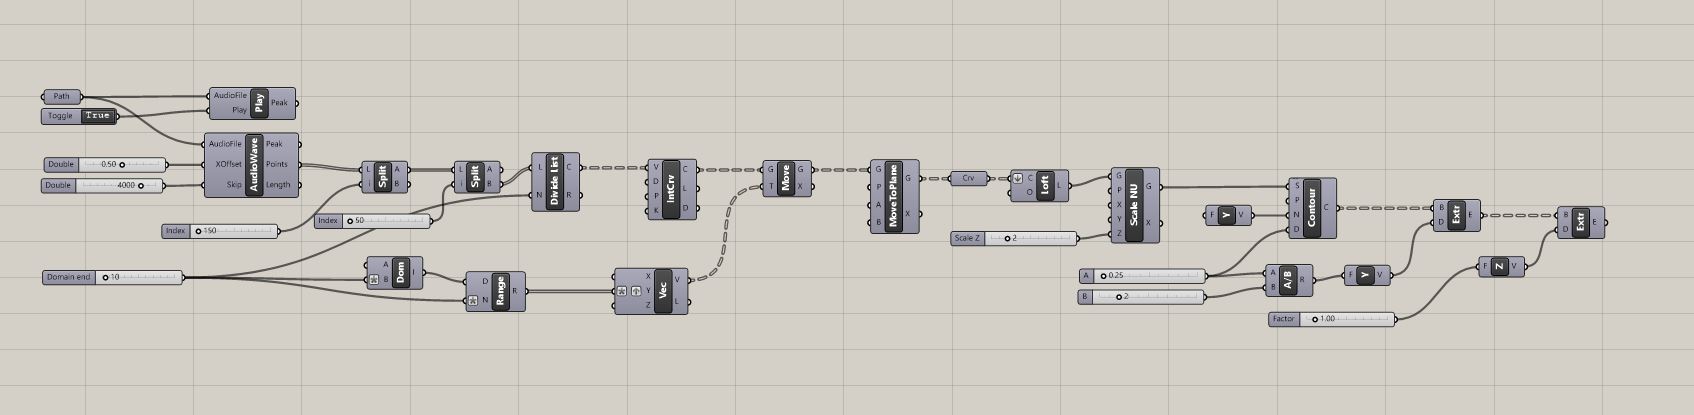 Path
Toggle True
AudioFile Play Play Peak
AudioFile XOffset Skip AudioWave Peak Points Length
Double 0.50
Double 4000
Index 150
L i Split A B
Index 50
L i Split A B
L N Divide List C R
Domain end 10
A B Dom I
D N Range R
X Y Z Vec V L
V D P K IntCrv C L D
G T Move G X
G P A B MoveToPlane G X
Crv
C O Loft L
Scale Z 2
G P X Y Z Scale NU G X
F Y V
S P N D Contour C
A 0.25
B 2
A B A/B R
F Y V
Factor 1.00
B D Extr E
F Z V
B D Extr E